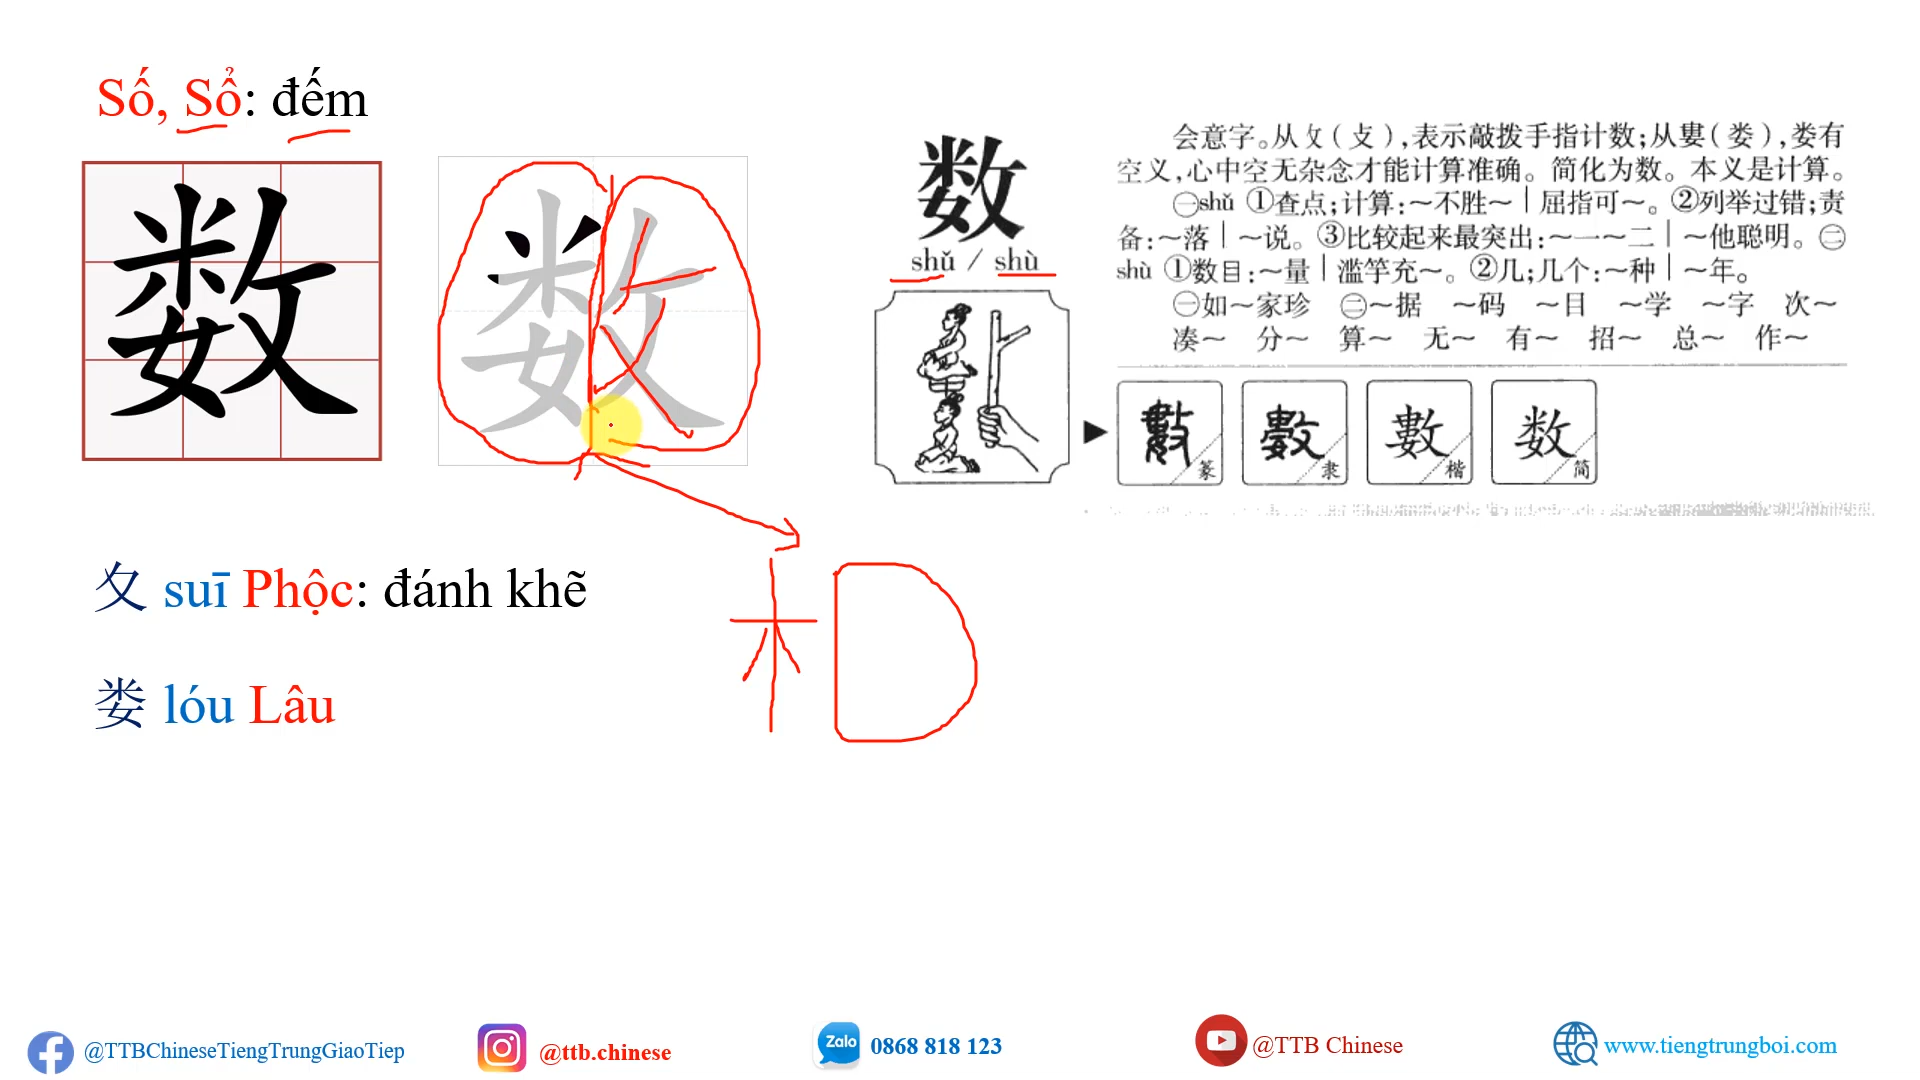 Số, Sổ: đếm
数
数
数
shǔ / shù
会意字。从攵(攴),表示敲拨手指计数;从婁(娄),娄有
空义,心中空无杂念才能计算准确。简化为数。本义是计算。
㊀shǔ ①查点;计算:~不胜~｜屈指可~。②列举过错;责
备:~落｜~说。③比较起来最突出:~一~二｜~他聪明。㊁
shù ①数目:~量｜滥竽充~。②几;几个:~种｜~年。
㊀如~家珍 ㊁~据 ~码 ~目 ~学 ~字 次~
凑~ 分~ 算~ 无~ 有~ 招~ 总~ 作~
數 篆 數 隶 數 楷 数 简
夊 suī Phộc: đánh khẽ
娄 lóu Lâu
@TTBChineseTiengTrungGiaoTiep
@ttb.chinese
Zalo 0868 818 123
@TTB Chinese
www.tiengtrungboi.com